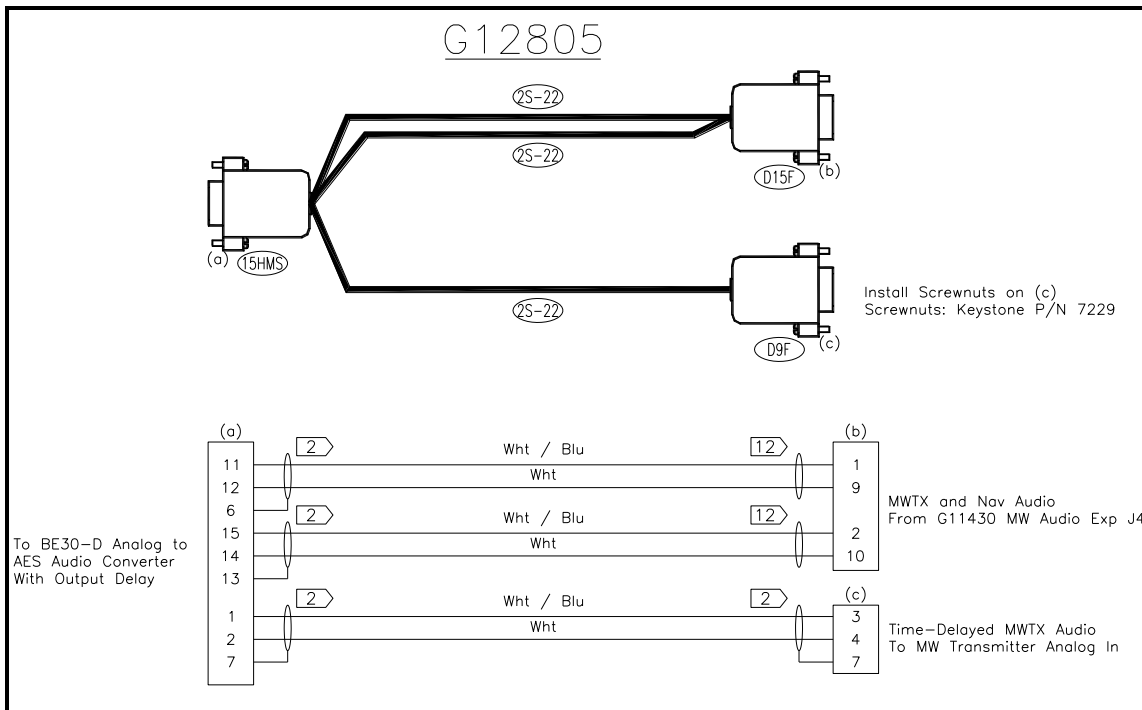 G12805
2S-22
2S-22
D15F
(b)
(a)
15HMS
2S-22
D9F
(c)
Install Screwnuts on (c)
Screwnuts: Keystone P/N 7229
(a)
(b)
2
Wht / Blu
12
11
1
Wht
12
9
6
MWTX and Nav Audio
From G11430 MW Audio Exp J4
2
Wht / Blu
12
15
2
Wht
14
10
13
To BE30-D Analog to
AES Audio Converter
With Output Delay
2
Wht / Blu
2
(c)
1
3
Wht
2
4
7
7
Time-Delayed MWTX Audio
To MW Transmitter Analog In